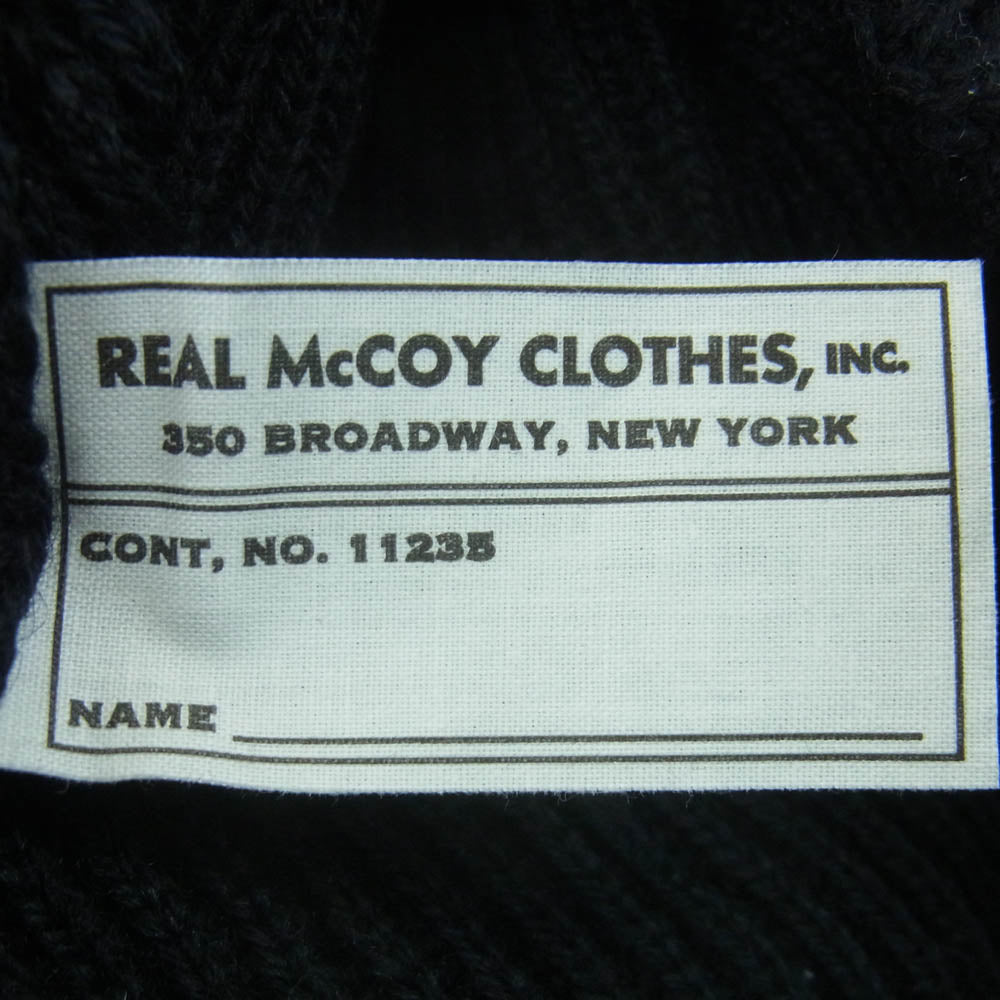 REAL McCOY CLOTHES, INC.
350 BROADWAY, NEW YORK
CONT, NO. 11235
NAME